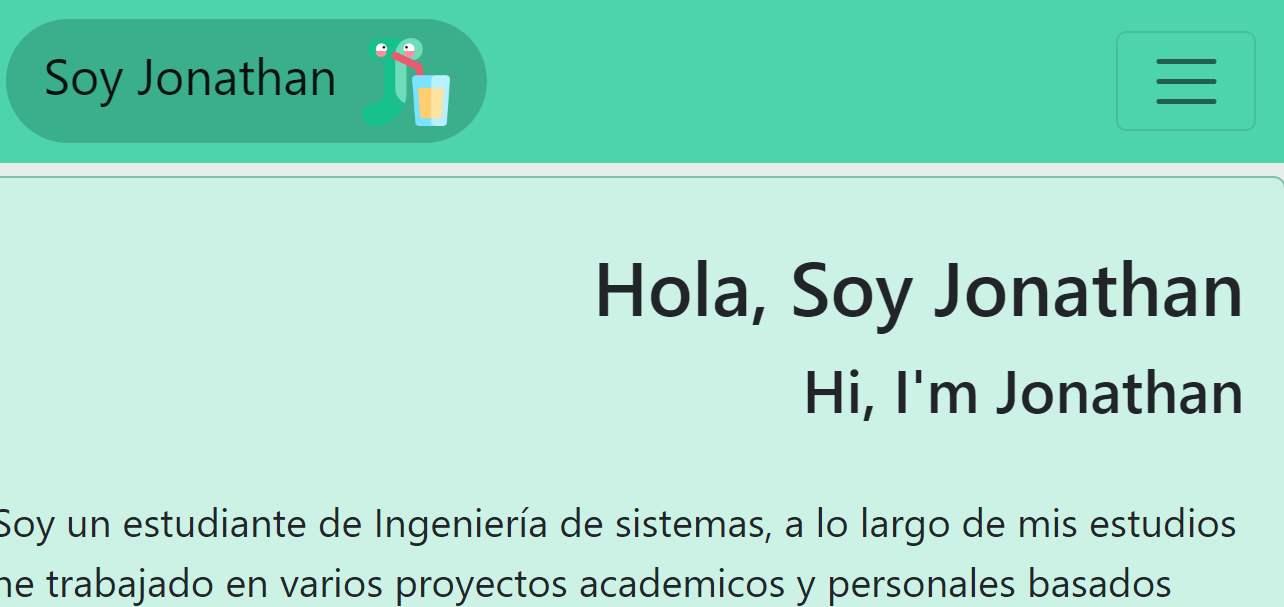 Soy Jonathan
Hola, Soy Jonathan
Hi, I'm Jonathan
Soy un estudiante de Ingeniería de sistemas, a lo largo de mis estudios
he trabajado en varios proyectos academicos y personales basados